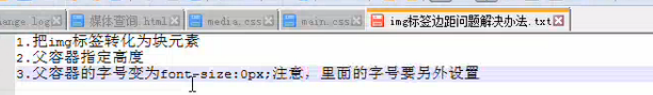 hange log
媒体查询.html
media.css
main.css
img标签边距问题解决办法.txt
1.把img标签转化为块元素
2.父容器指定高度
3.父容器的字号变为font-size:0px;注意，里面的字号要另外设置